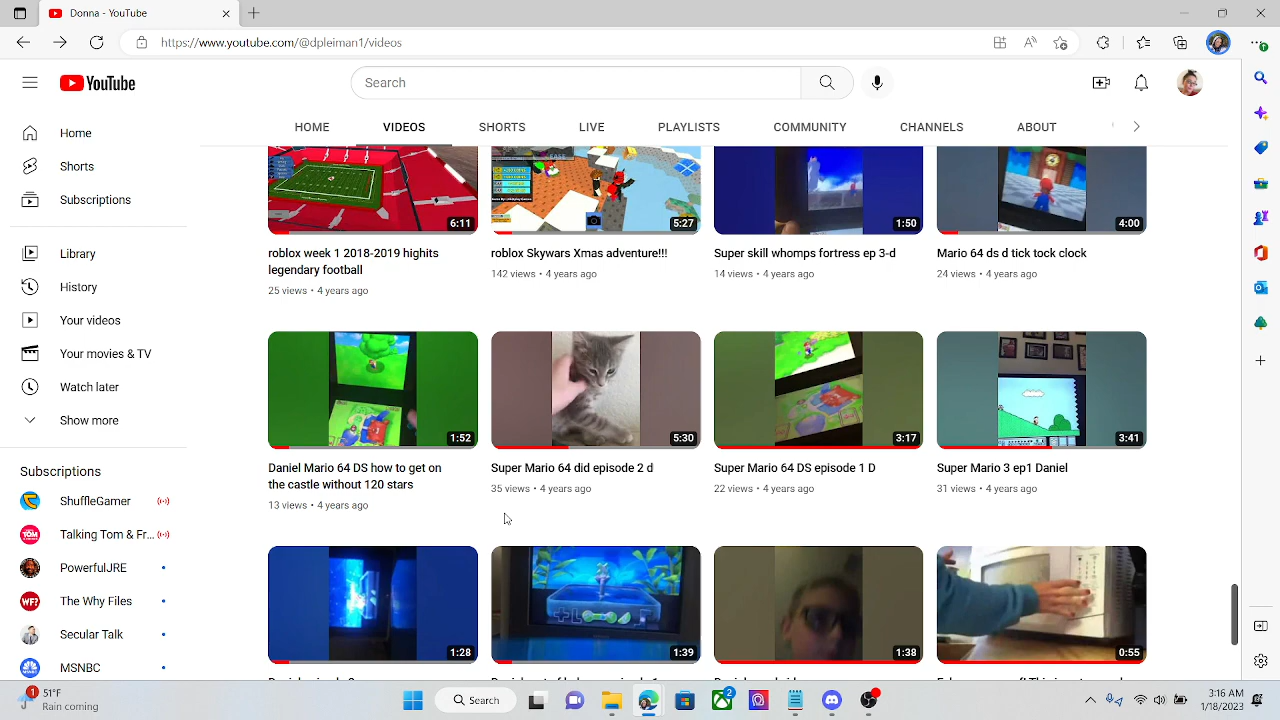 Donna - YouTube
https://www.youtube.com/@dpleiman1/videos
YouTube
Search
HOME
VIDEOS
SHORTS
LIVE
PLAYLISTS
COMMUNITY
CHANNELS
ABOUT
Home
Shorts
Subscriptions
Library
History
Your videos
Your movies & TV
Watch later
Show more
Subscriptions
ShuffleGamer
Talking Tom & Fr...
PowerfulJRE
The Why Files
Secular Talk
MSNBC
6:11
5:27
1:50
4:00
roblox week 1 2018-2019 highits
legendary football
25 views • 4 years ago
roblox Skywars Xmas adventure!!!
142 views • 4 years ago
Super skill whomps fortress ep 3-d
14 views • 4 years ago
Mario 64 ds d tick tock clock
24 views • 4 years ago
1:52
5:30
3:17
3:41
Daniel Mario 64 DS how to get on
the castle without 120 stars
13 views • 4 years ago
Super Mario 64 did episode 2 d
35 views • 4 years ago
Super Mario 64 DS episode 1 D
22 views • 4 years ago
Super Mario 3 ep1 Daniel
31 views • 4 years ago
1:28
1:39
1:38
0:55
1
51°F
Rain coming
Search
2
3:16 AM
1/18/2023